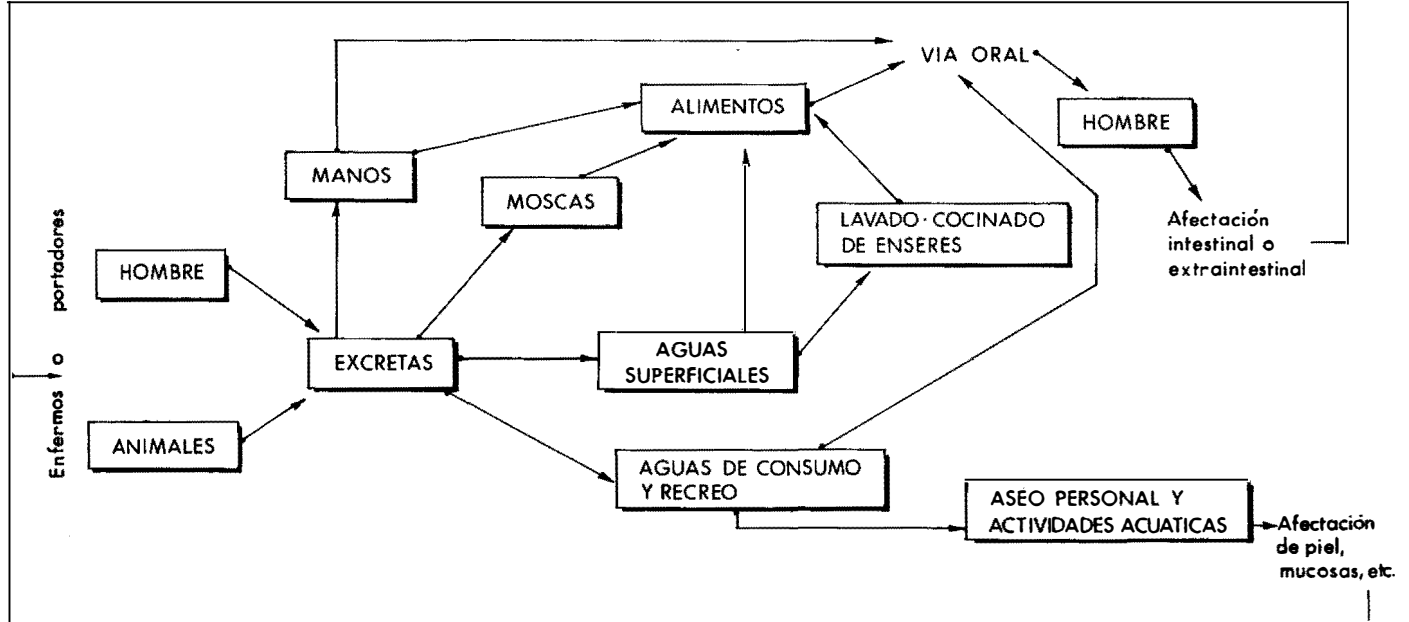 VIA ORAL
ALIMENTOS
HOMBRE
MANOS
MOSCAS
LAVADO·COCINADO
DE ENSERES
Afectación
intestinal o
extraintestinal
Enfermos o portadores
HOMBRE
EXCRETAS
AGUAS
SUPERFICIALES
ANIMALES
AGUAS DE CONSUMO
Y RECREO
ASEO PERSONAL Y
ACTIVIDADES ACUATICAS
Afectación
de piel,
mucosas, etc.